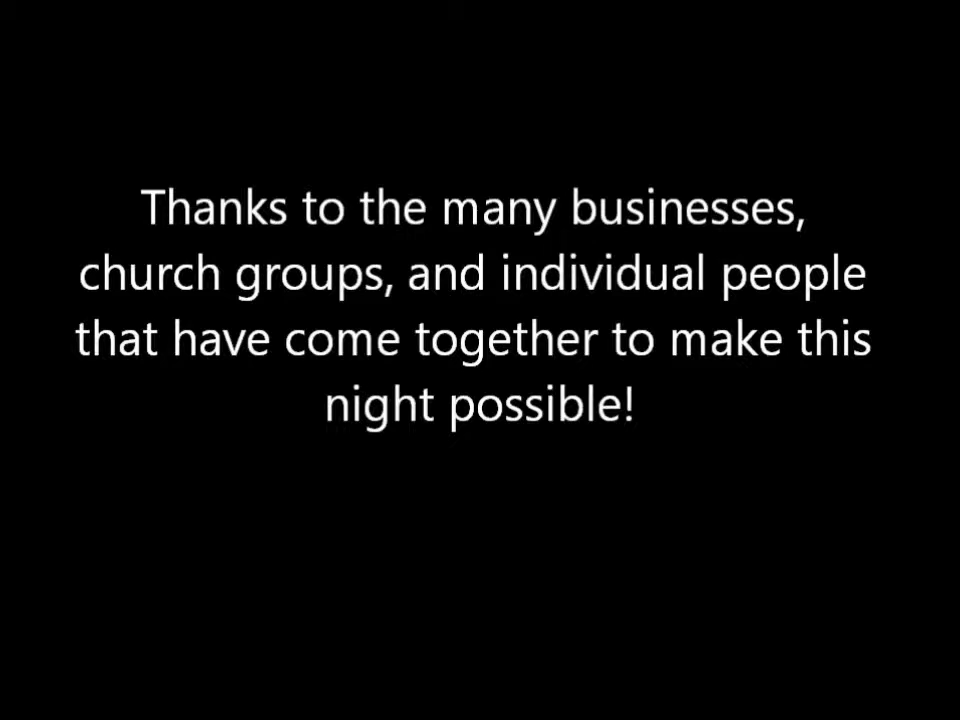 Thanks to the many businesses,
church groups, and individual people
that have come together to make this
night possible!